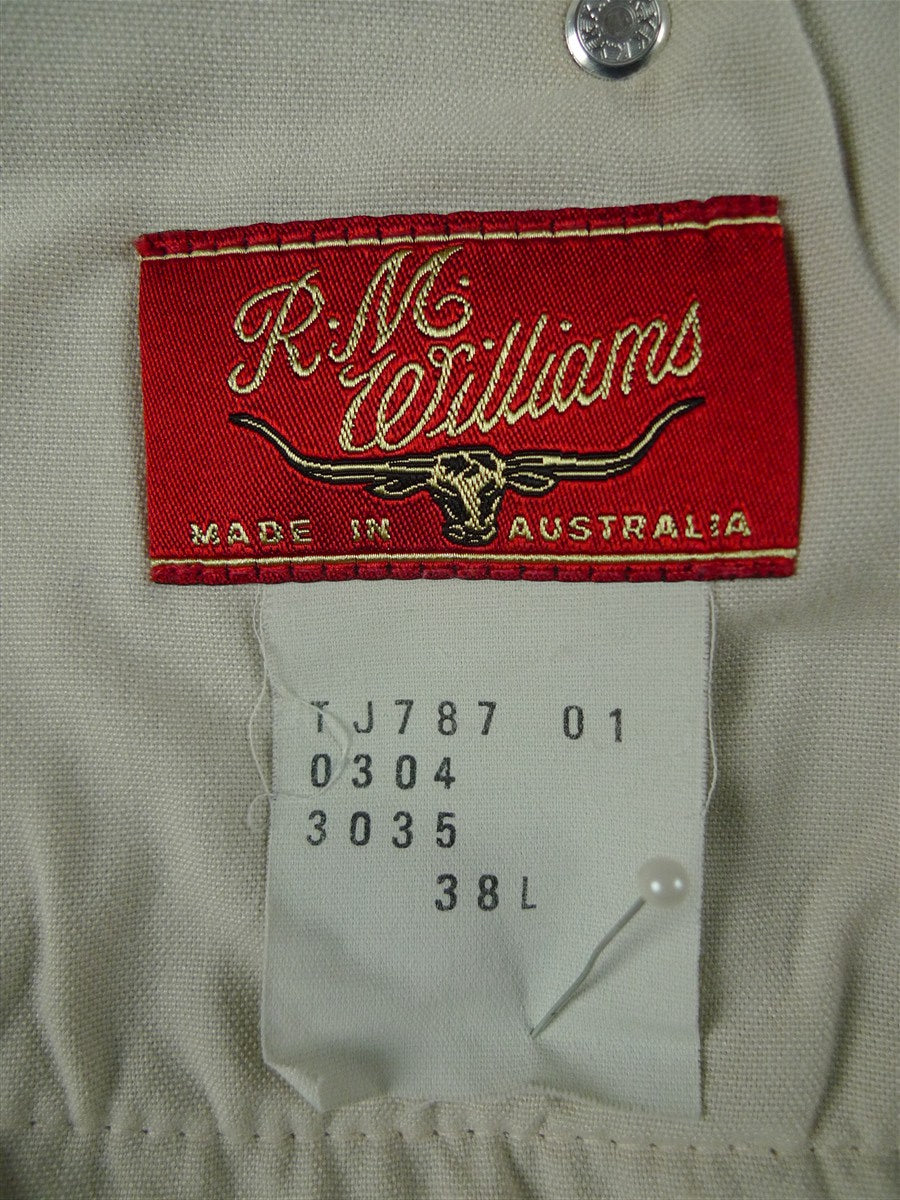 R.M.
Williams
MADE IN AUSTRALIA
TJ787 01
0304
3035
38L